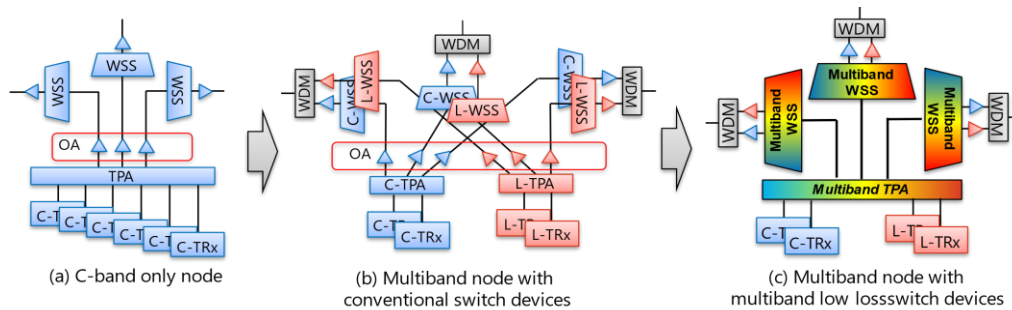 WSS
WSS
WSS
OA
TPA
C-TRx
(a) C-band only node
WDM
WDM
WDM
L-WSS
C-WSS
L-WSS
C-WSS
L-WSS
OA
C-TPA
L-TPA
C-TRx
L-TRx
(b) Multiband node with
conventional switch devices
WDM
WDM
WDM
Multiband
WSS
Multiband
WSS
Multiband
WSS
Multiband TPA
C-TRx
L-TRx
(c) Multiband node with
multiband low lossswitch devices